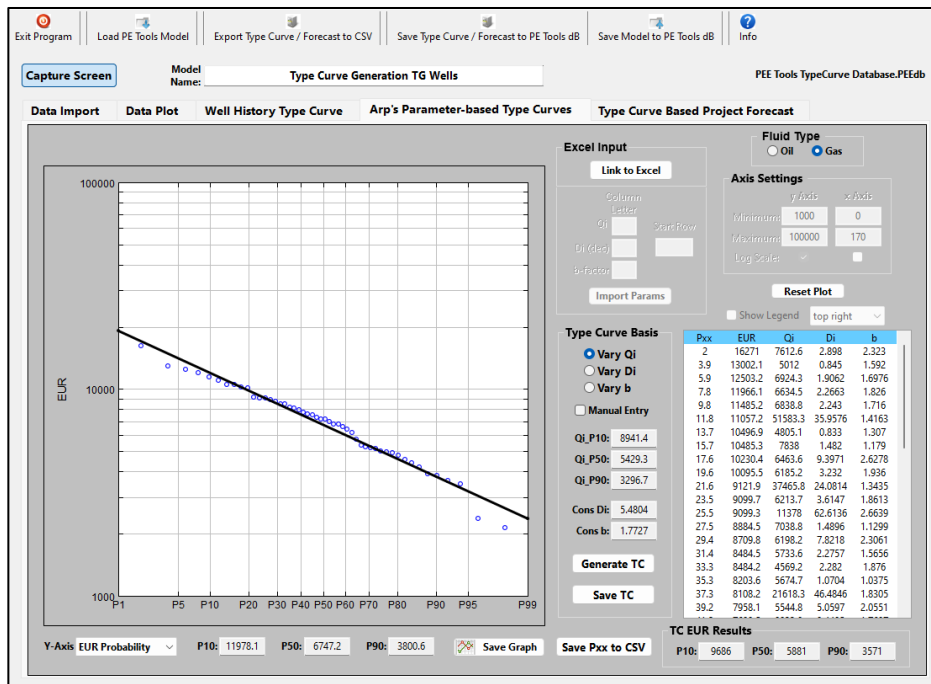 Exit Program
Load PE Tools Model
Export Type Curve / Forecast to CSV
Save Type Curve / Forecast to PE Tools dB
Save Model to PE Tools dB
Info
Capture Screen
Model
Name:
Type Curve Generation TG Wells
PEE Tools TypeCurve Database.PEEdb
Data Import
Data Plot
Well History Type Curve
Arp's Parameter-based Type Curves
Type Curve Based Project Forecast
100000
10000
1000
EUR
P1 P5 P10 P20 P30 P40 P50 P60 P70 P80 P90 P95 P99
Excel Input
Link to Excel
Column
Letter
Qi
Start Row
Di (dec)
b-factor
Import Params
Fluid Type
Oil Gas
Axis Settings
y Axis x Axis
Minimum: 1000 0
Maximum: 100000 170
Log Scale:
Reset Plot
Show Legend top right
Type Curve Basis
Vary Qi
Vary Di
Vary b
Manual Entry
Qi_P10: 8941.4
Qi_P50: 5429.3
Qi_P90: 3296.7
Cons Di: 5.4804
Cons b: 1.7727
Generate TC
Save TC
Pxx EUR Qi Di b
2 16271 7612.6 2.898 2.323
3.9 13002.1 5012 0.845 1.592
5.9 12503.2 6924.3 1.9062 1.6976
7.8 11966.1 6634.5 2.2663 1.826
9.8 11485.2 6838.8 2.243 1.716
11.8 11057.2 51583.3 35.9576 1.4163
13.7 10496.9 4805.1 0.833 1.307
15.7 10485.3 7838 1.482 1.179
17.6 10230.4 6463.6 9.3971 2.6278
19.6 10095.5 6185.2 3.232 1.936
21.6 9121.9 37465.8 24.0814 1.3435
23.5 9099.7 6213.7 3.6147 1.8613
25.5 9099.3 11378 62.6136 2.6639
27.5 8884.5 7038.8 1.4896 1.1299
29.4 8709.8 6198.2 7.8218 2.3061
31.4 8484.5 5733.6 2.2757 1.5656
33.3 8484.2 4569.2 2.282 1.876
35.3 8203.6 5674.7 1.0704 1.0375
37.3 8108.2 21618.3 46.4846 1.8305
39.2 7958.1 5544.8 5.0597 2.0551
Y-Axis EUR Probability
P10: 11978.1
P50: 6747.2
P90: 3800.6
Save Graph
Save Pxx to CSV
TC EUR Results
P10: 9686 P50: 5881 P90: 3571